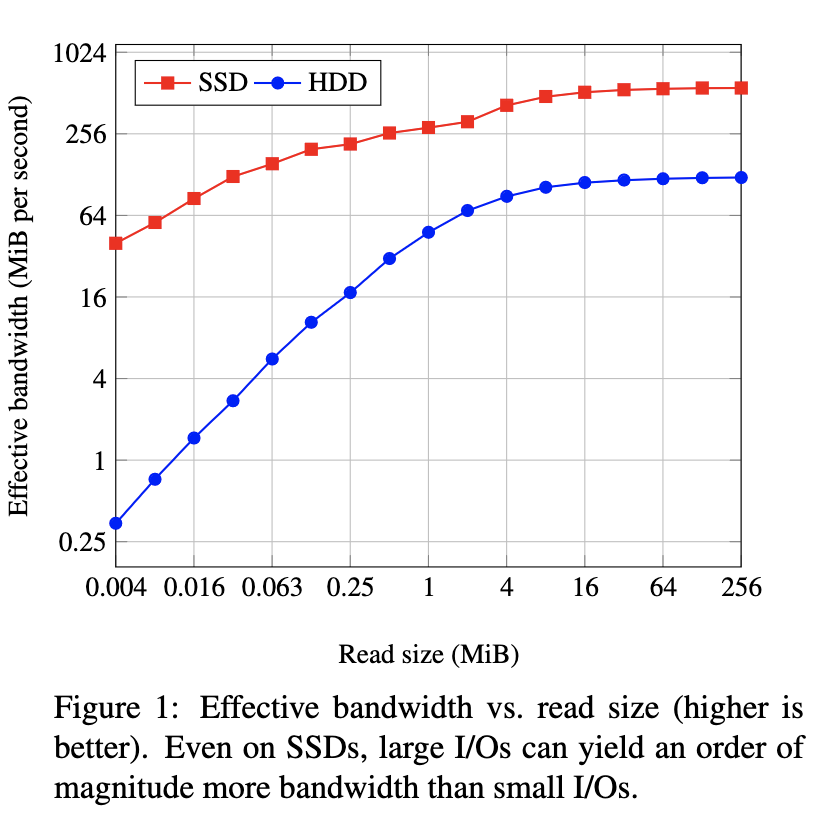 1024
256
64
16
4
1
0.25
Effective bandwidth (MiB per second)
SSD HDD
0.004 0.016 0.063 0.25 1 4 16 64 256
Read size (MiB)
Figure 1: Effective bandwidth vs. read size (higher is
better). Even on SSDs, large I/Os can yield an order of
magnitude more bandwidth than small I/Os.